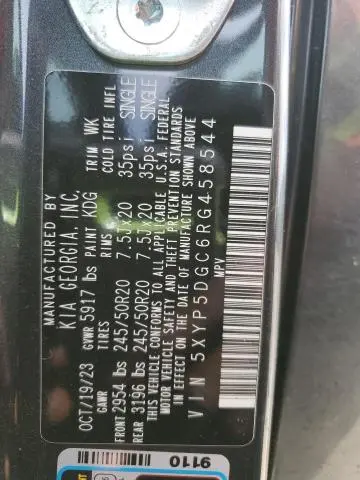 MANUFACTURED BY
KIA GEORGIA, INC.
OCT/19/23 GVWR 5917 lbs PAINT KDG TRIM WK
GAWR TIRES RIMS COLD TIRE INFL
FRONT 2954 lbs 245/50R20 7.5Jx20 35psi SINGLE
REAR 3196 lbs 245/50R20 7.5Jx20 35psi SINGLE
THIS VEHICLE CONFORMS TO ALL APPLICABLE U.S.A. FEDERAL
MOTOR VEHICLE SAFETY AND THEFT PREVENTION STANDARDS
IN EFFECT ON THE DATE OF MANUFACTURE SHOWN ABOVE.
VIN 5XYP5DGC6RG458544
MPV
9110